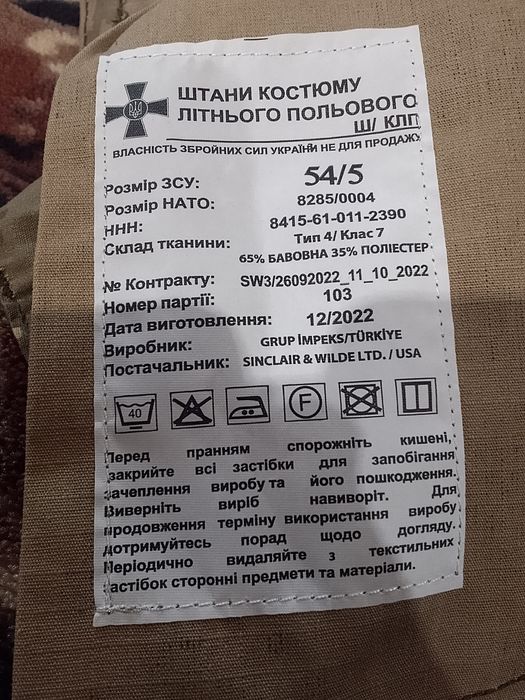 ШТАНИ КОСТЮМУ
ЛІТНЬОГО ПОЛЬОВОГО
Ш/ КЛП
ВЛАСНІСТЬ ЗБРОЙНИХ СИЛ УКРАЇНИ НЕ ДЛЯ ПРОДАЖУ
Розмір ЗСУ: 54/5
Розмір НАТО: 8285/0004
ННН: 8415-61-011-2390
Склад тканини: Тип 4/ Клас 7
65% БАВОВНА 35% ПОЛІЕСТЕР
№ Контракту: SW3/26092022_11_10_2022
Номер партії: 103
Дата виготовлення: 12/2022
Виробник: GRUP İMPEKS/TÜRKİYE
Постачальник: SINCLAIR & WILDE LTD. / USA
40 F
Перед пранням спорожніть кишені,
закрийте всі застібки для запобігання
зачеплення виробу та його пошкодження.
Виверніть виріб навиворіт. Для
продовження терміну використання виробу
дотримуйтесь порад щодо догляду.
Періодично видаляйте з текстильних
застібок сторонні предмети та матеріали.